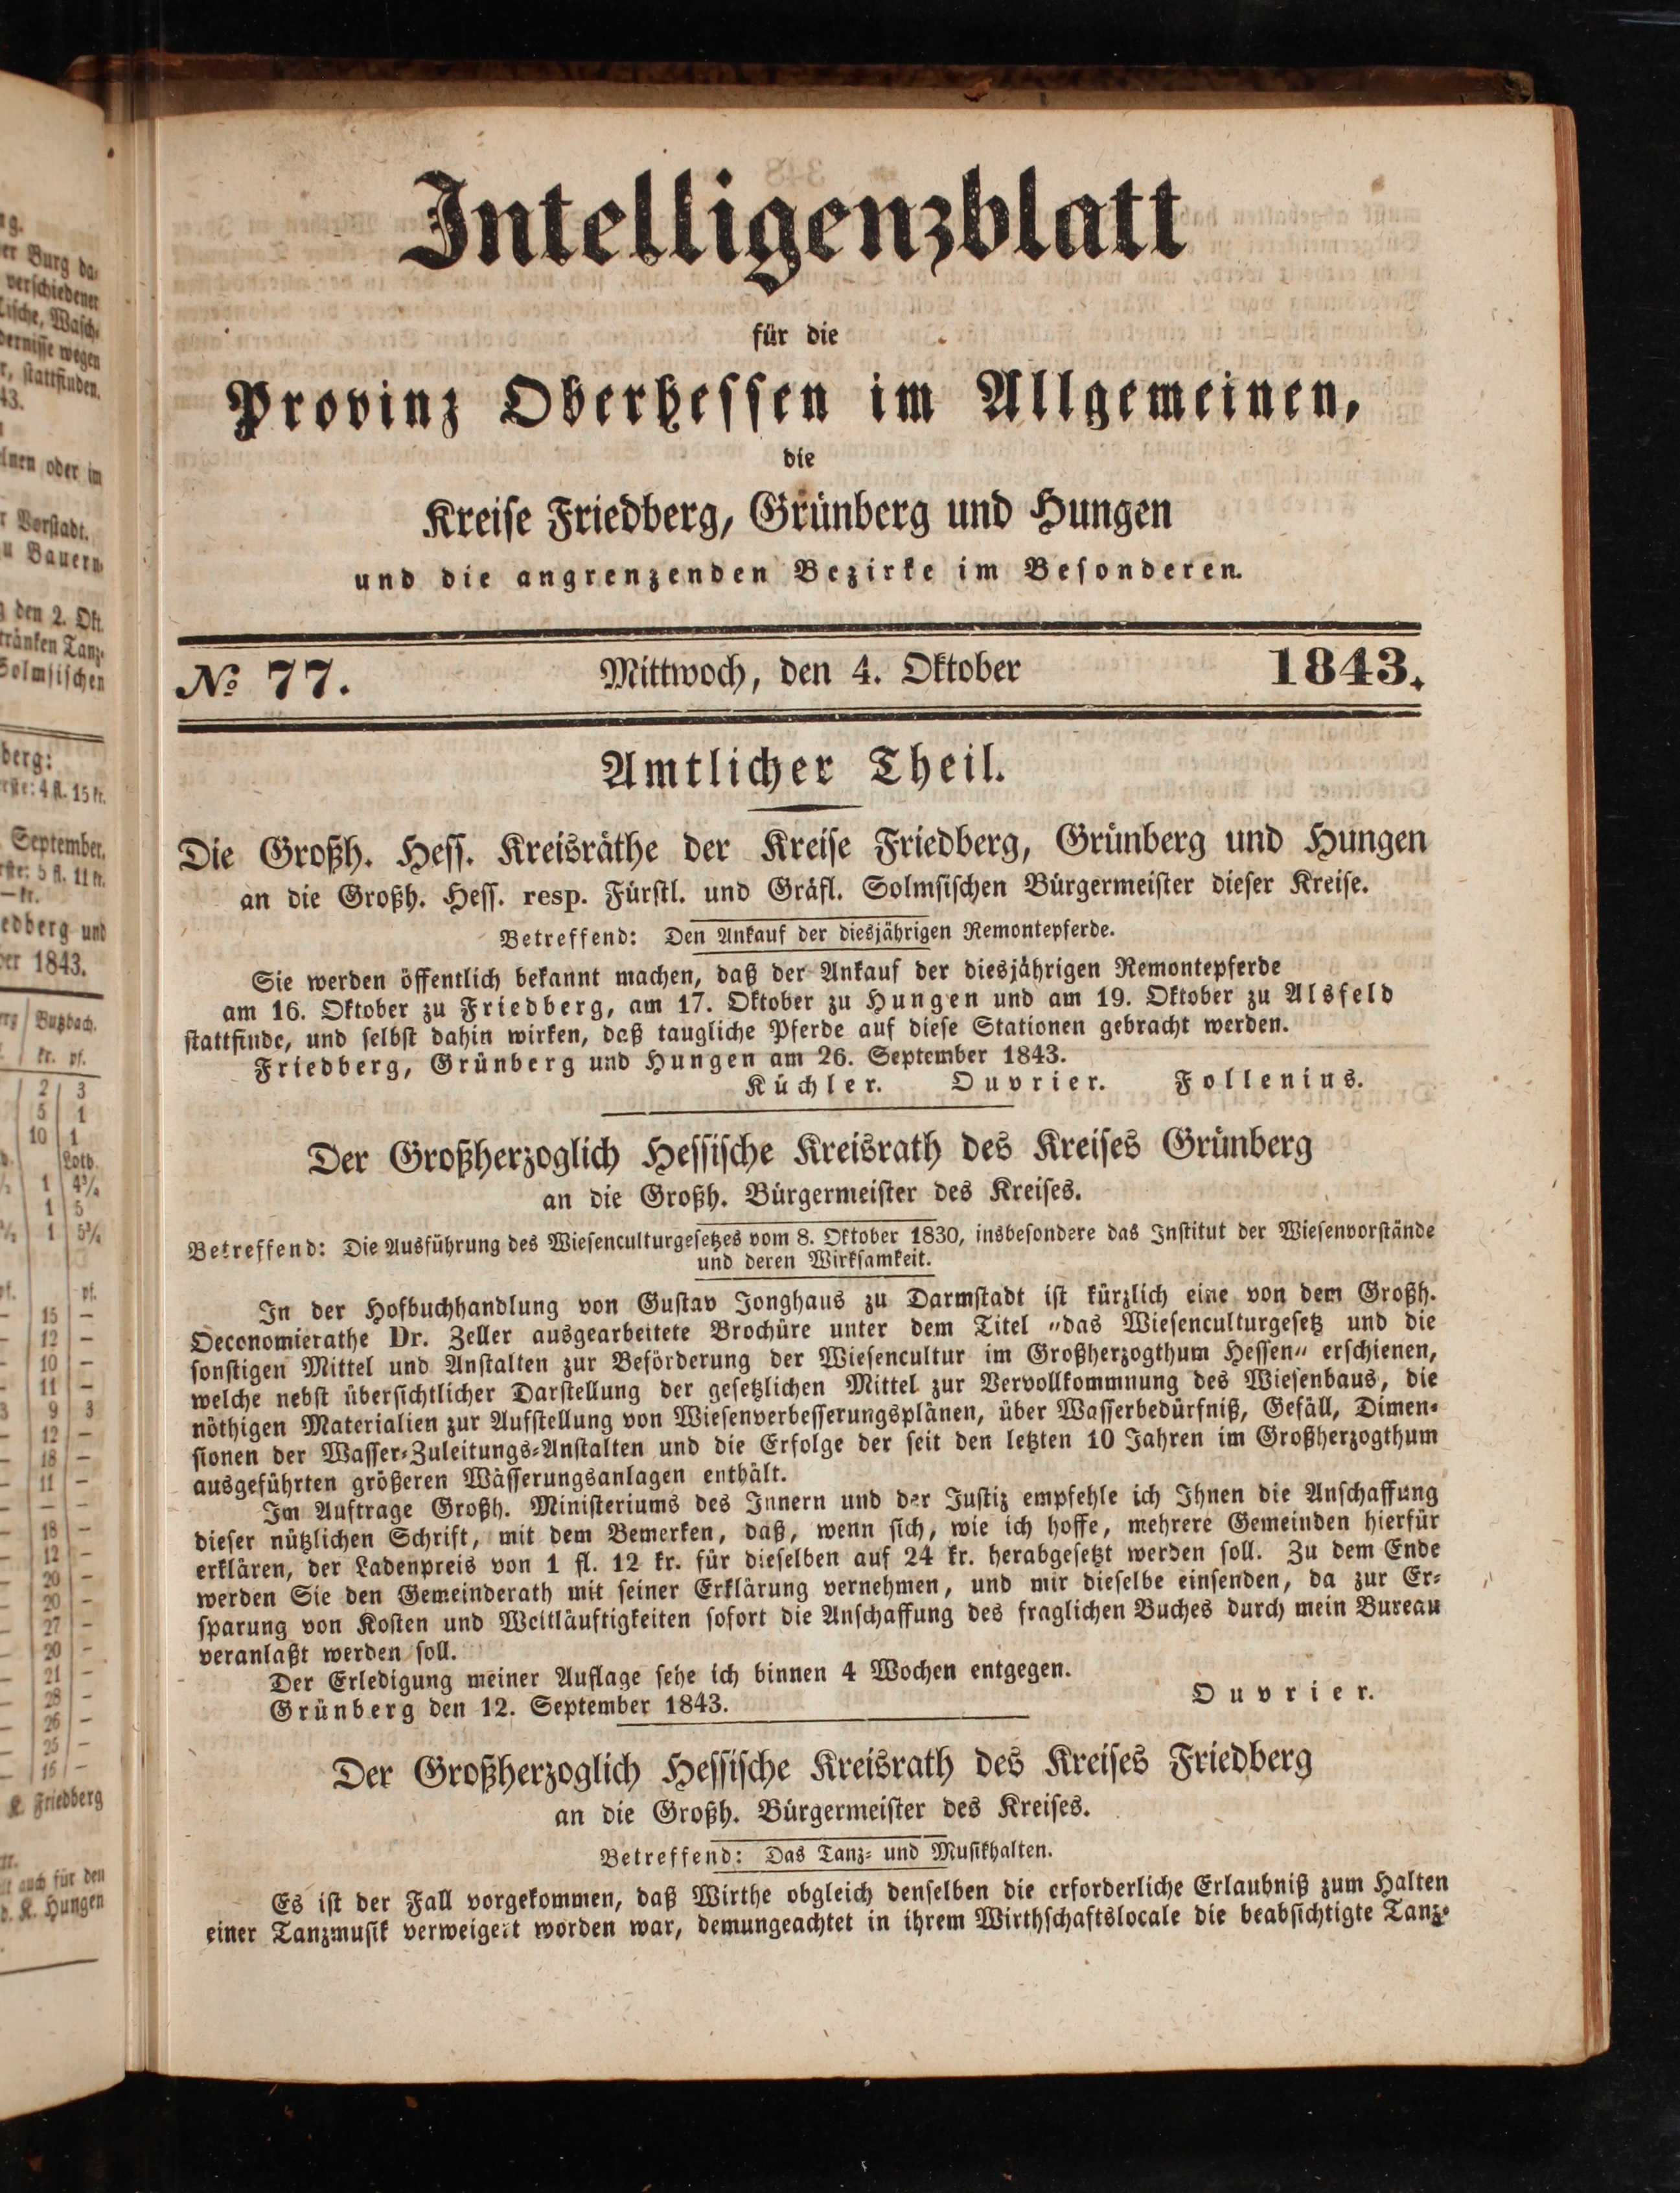 Intelligenzblatt
für die
Provinz Oberhessen im Allgemeinen,
die
Kreise Friedberg, Grünberg und Hungen
und die angrenzenden Bezirke im Besonderen.
№ 77. Mittwoch, den 4. Oktober 1843.
Amtlicher Theil.
Die Großh. Hess. Kreisräthe der Kreise Friedberg, Grünberg und Hungen
an die Großh. Hess. resp. Fürstl. und Gräfl. Solmsischen Bürgermeister dieser Kreise.
Betreffend: Den Ankauf der diesjährigen Remontepferde.
Sie werden öffentlich bekannt machen, daß der Ankauf der diesjährigen Remontepferde
am 16. Oktober zu Friedberg, am 17. Oktober zu Hungen und am 19. Oktober zu Alsfeld
stattfinde, und selbst dahin wirken, daß taugliche Pferde auf diese Stationen gebracht werden.
Friedberg, Grünberg und Hungen am 26. September 1843.
Küchler. Ouvrier. Follenius.
Der Großherzoglich Hessische Kreisrath des Kreises Grünberg
an die Großh. Bürgermeister des Kreises.
Betreffend: Die Ausführung des Wiesenculturgesetzes vom 8. Oktober 1830, insbesondere das Institut der Wiesenvorstände
und deren Wirksamkeit.
In der Hofbuchhandlung von Gustav Jonghaus zu Darmstadt ist kürzlich eine von dem Großh.
Oeconomierathe Dr. Zeller ausgearbeitete Brochüre unter dem Titel „das Wiesenculturgesetz und die
sonstigen Mittel und Anstalten zur Beförderung der Wiesencultur im Großherzogthum Hessen“ erschienen,
welche nebst übersichtlicher Darstellung der gesetzlichen Mittel zur Vervollkommnung des Wiesenbaus, die
nöthigen Materialien zur Aufstellung von Wiesenverbesserungsplänen, über Wasserbedürfniß, Gefäll, Dimen-
sionen der Wasser-Zuleitungs-Anstalten und die Erfolge der seit den letzten 10 Jahren im Großherzogthum
ausgeführten größeren Wässerungsanlagen enthält.
Im Auftrage Großh. Ministeriums des Innern und der Justiz empfehle ich Ihnen die Anschaffung
dieser nützlichen Schrift, mit dem Bemerken, daß, wenn sich, wie ich hoffe, mehrere Gemeinden hierfür
erklären, der Ladenpreis von 1 fl. 12 kr. für dieselben auf 24 kr. herabgesetzt werden soll. Zu dem Ende
werden Sie den Gemeinderath mit seiner Erklärung vernehmen, und mir dieselbe einsenden, da zur Er-
sparung von Kosten und Weitläuftigkeiten sofort die Anschaffung des fraglichen Buches durch mein Bureau
veranlaßt werden soll.
Der Erledigung meiner Auflage sehe ich binnen 4 Wochen entgegen.
Grünberg den 12. September 1843. Ouvrier.
Der Großherzoglich Hessische Kreisrath des Kreises Friedberg
an die Großh. Bürgermeister des Kreises.
Betreffend: Das Tanz- und Musikhalten.
Es ist der Fall vorgekommen, daß Wirthe obgleich denselben die erforderliche Erlaubniß zum Halten
einer Tanzmusik verweigert worden war, demungeachtet in ihrem Wirthschaftslocale die beabsichtigte Tanz-